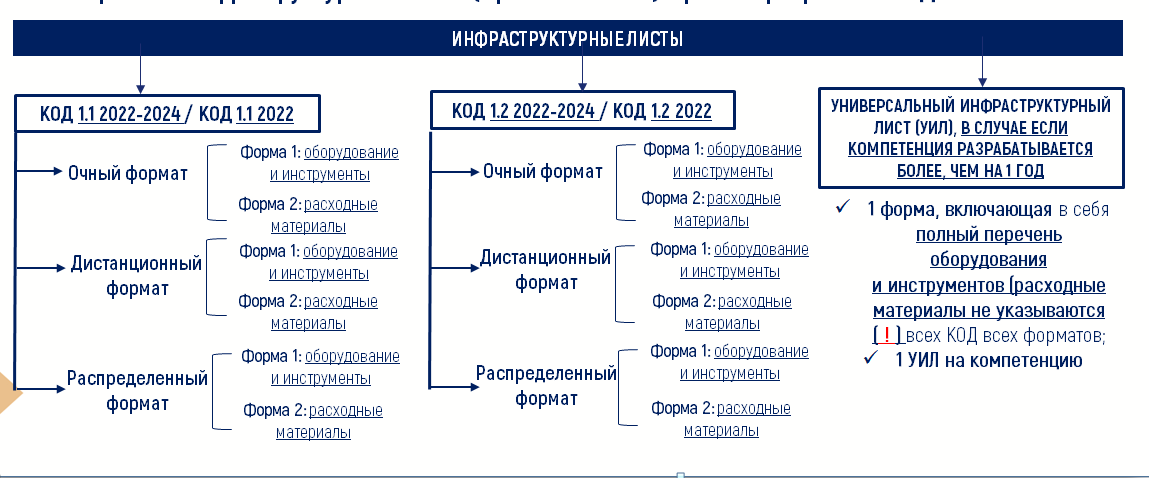 ИНФРАСТРУКТУРНЫЕ ЛИСТЫ
КОД 1.1 2022-2024 / КОД 1.1 2022
Очный формат
Форма 1: оборудование
и инструменты
Форма 2: расходные
материалы
Дистанционный
формат
Форма 1: оборудование
и инструменты
Форма 2: расходные
материалы
Распределенный
формат
Форма 1: оборудование
и инструменты
Форма 2: расходные
материалы
КОД 1.2 2022-2024 / КОД 1.2 2022
Очный формат
Форма 1: оборудование
и инструменты
Форма 2: расходные
материалы
Дистанционный
формат
Форма 1: оборудование
и инструменты
Форма 2: расходные
материалы
Распределенный
формат
Форма 1: оборудование
и инструменты
Форма 2: расходные
материалы
УНИВЕРСАЛЬНЫЙ ИНФРАСТРУКТУРНЫЙ
ЛИСТ (УИЛ), В СЛУЧАЕ ЕСЛИ
КОМПЕТЕНЦИЯ РАЗРАБАТЫВАЕТСЯ
БОЛЕЕ, ЧЕМ НА 1 ГОД
✓ 1 форма, включающая в себя
полный перечень
оборудования
и инструментов (расходные
материалы не указываются
( ! ) всех КОД всех форматов;
✓ 1 УИЛ на компетенцию